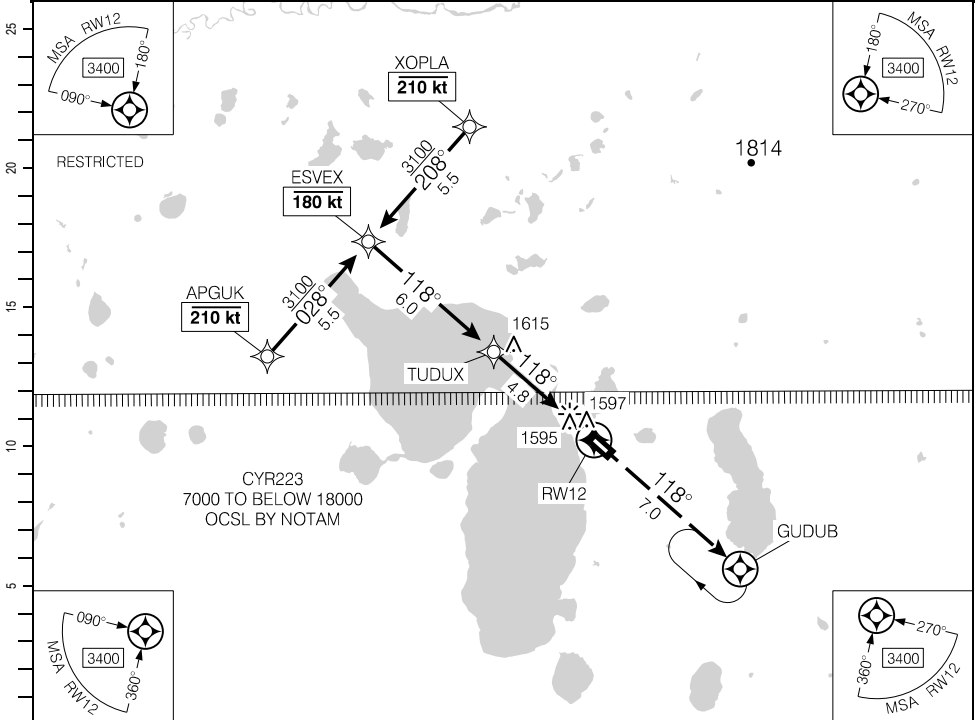 25
20
15
10
5
MSA RW12
3400
180°
090°
MSA RW12
3400
180°
270°
RESTRICTED
XOPLA
210 kt
1814
3100
208°
5.5
ESVEX
180 kt
118°
6.0
APGUK
210 kt
3100
028°
5.5
1615
TUDUX
118°
4.8
1597
1595
RW12
CYR223
7000 TO BELOW 18000
OCSL BY NOTAM
118°
7.0
GUDUB
090°
3400
MSA RW12
360°
270°
3400
360°
MSA RW12